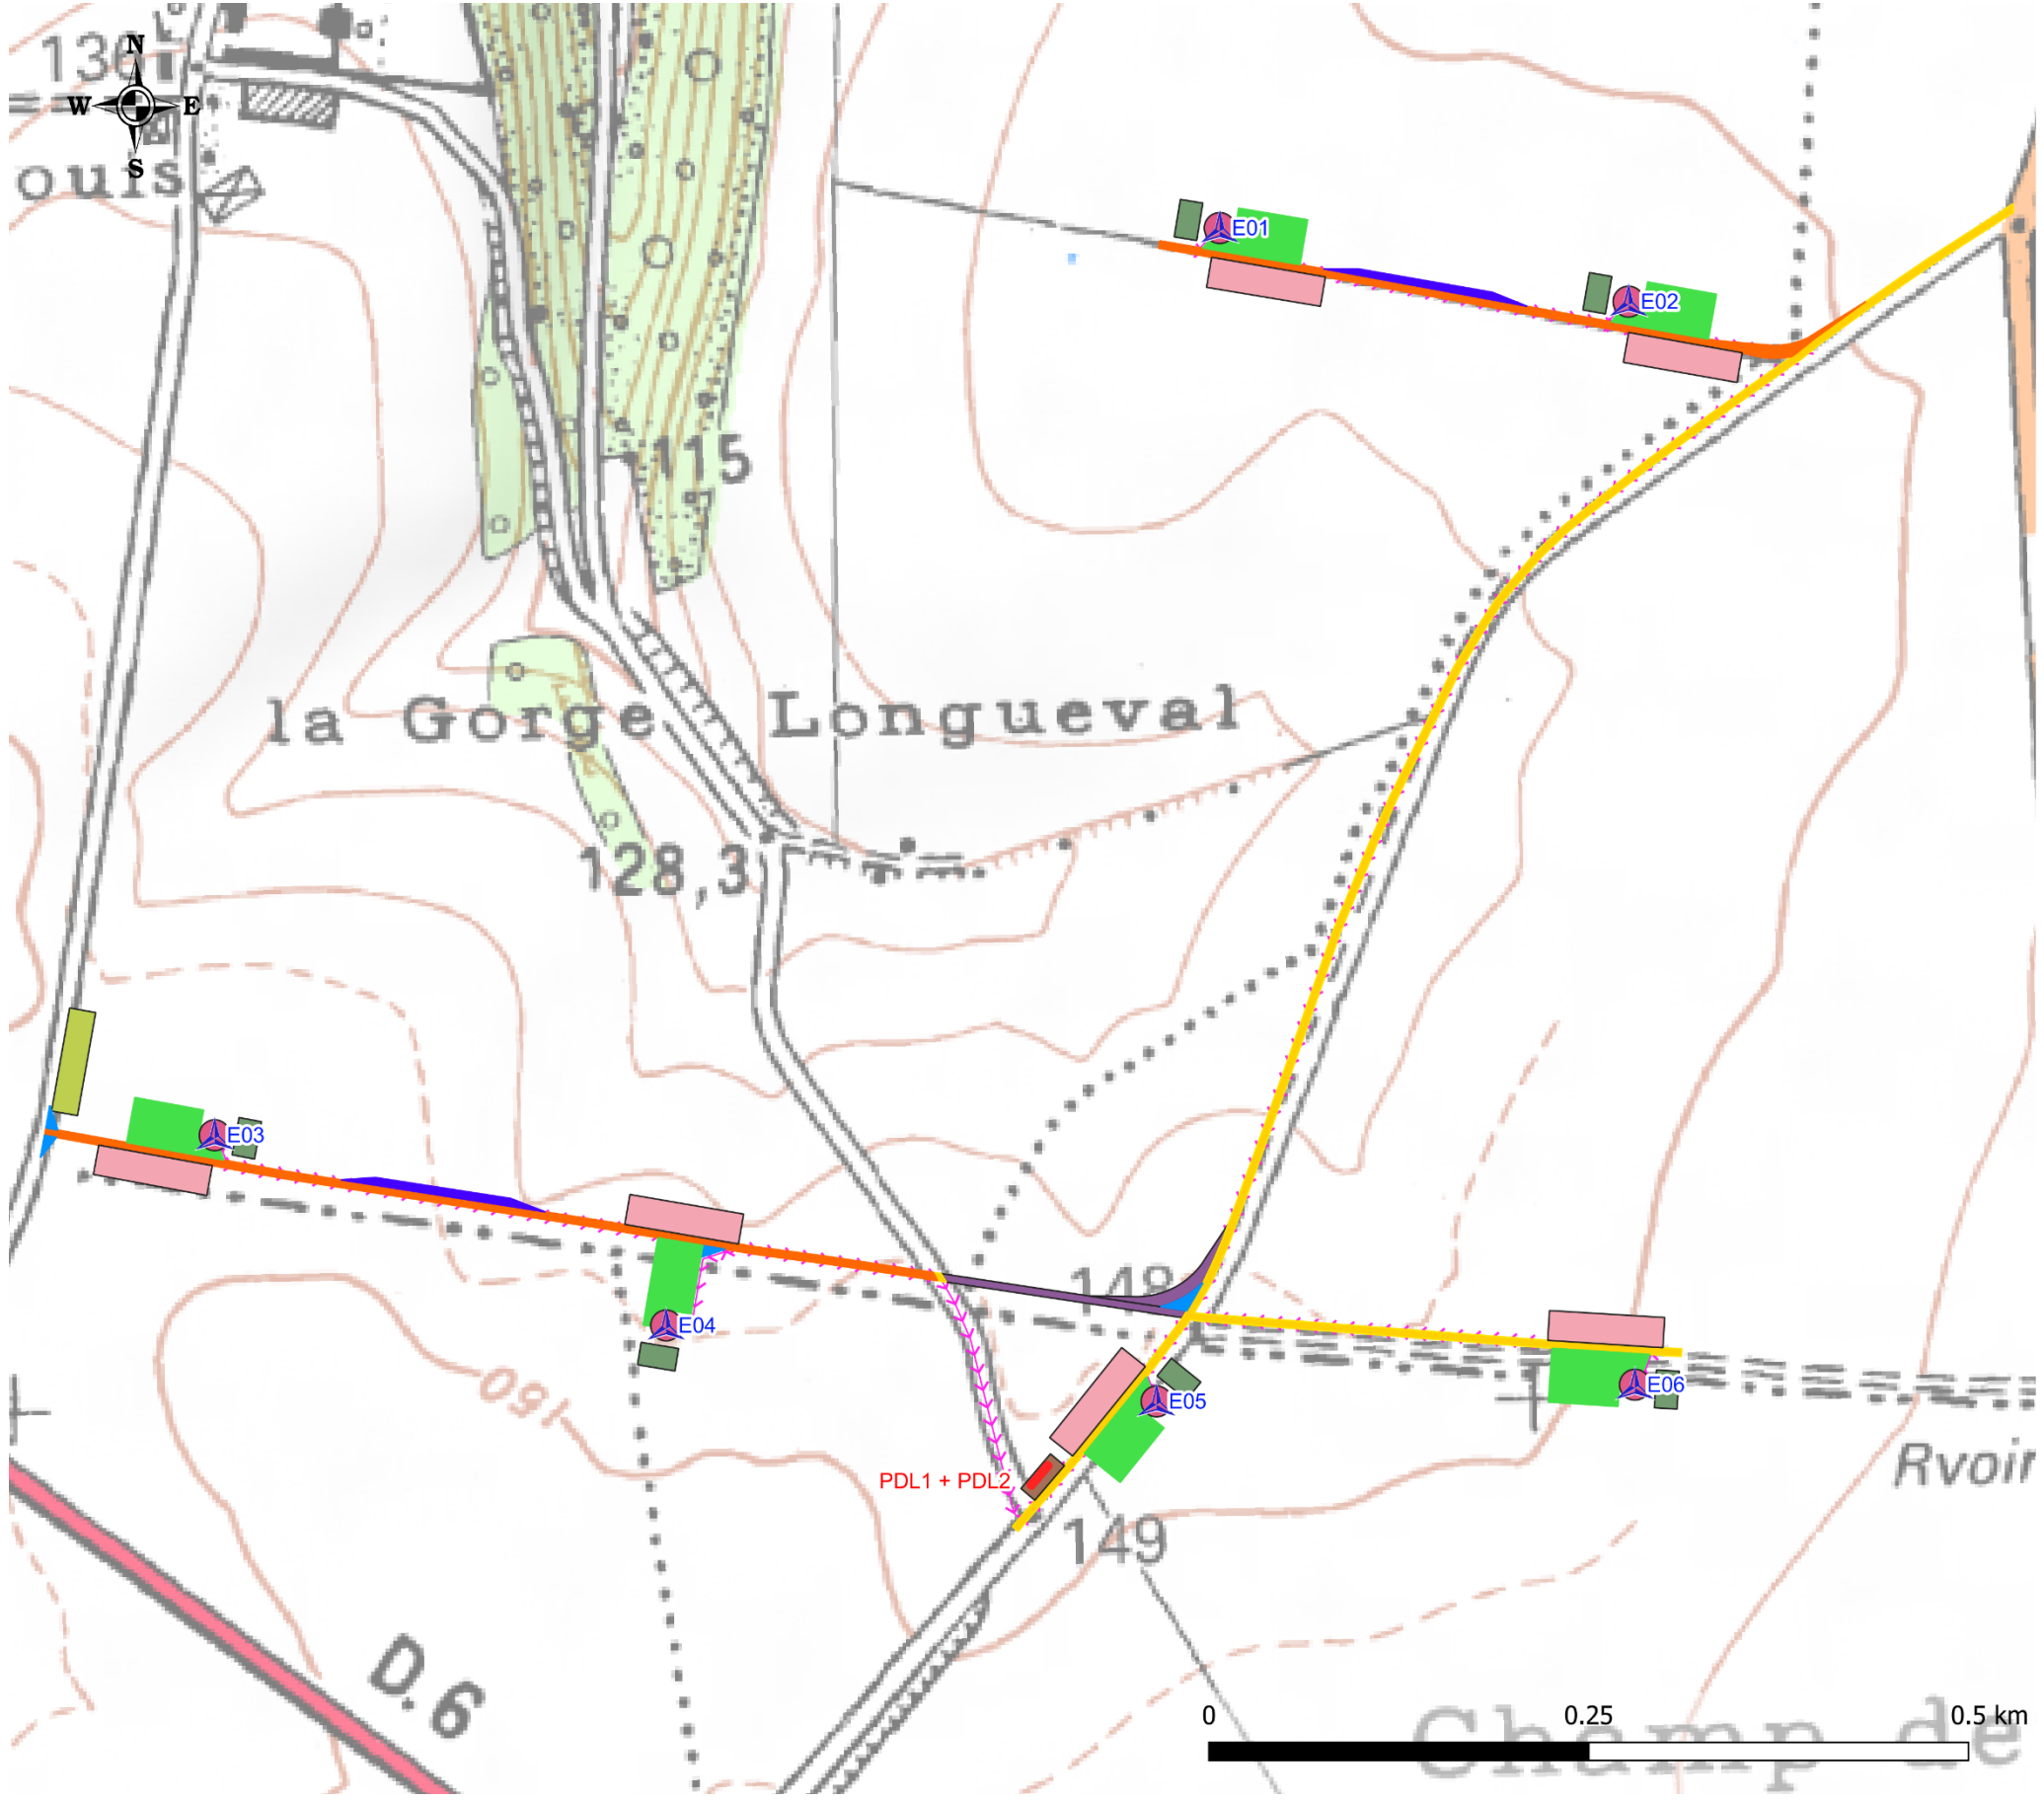 136
N
W E
S
ouis
E01
E02
115
la Gorge Longueval
128,3
E03
E04
148
E05
E06
150
PDL1 + PDL2
149
Rvoir
D.6
0 0.25 0.5 km
Champ de